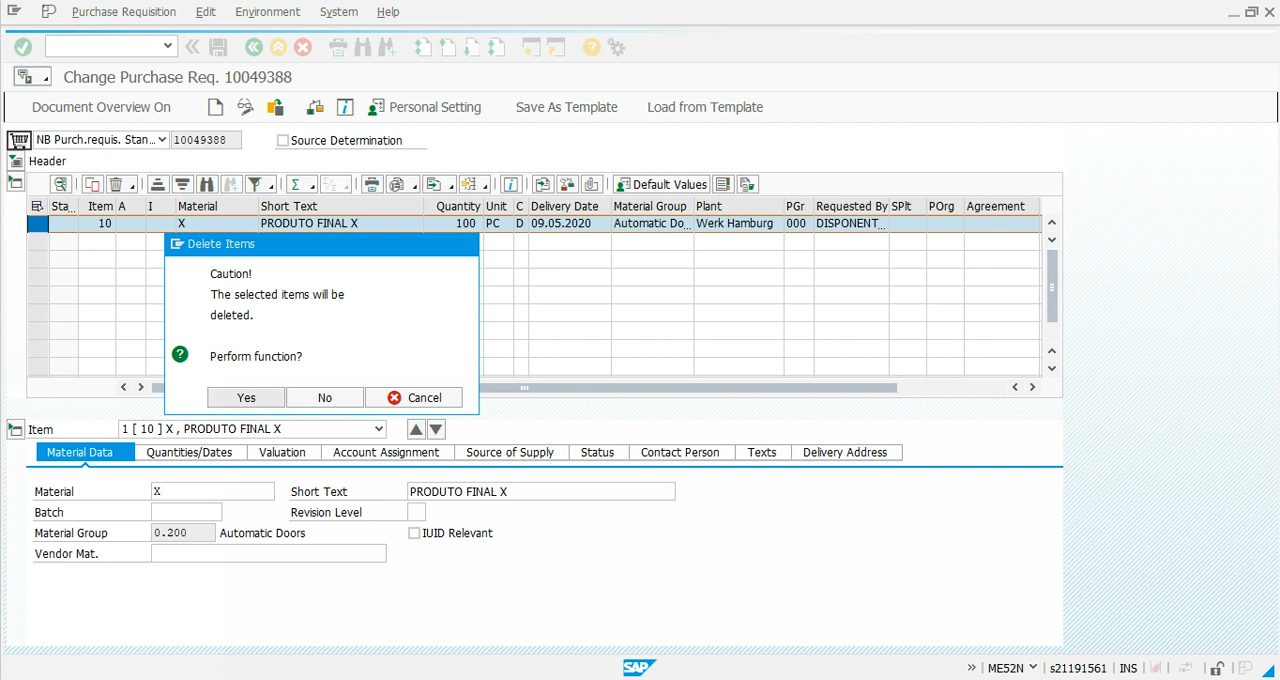 Purchase Requisition Edit Environment System Help
Change Purchase Req. 10049388
Document Overview On Personal Setting Save As Template Load from Template
NB Purch.requis. Stan... 10049388 Source Determination
Header
Default Values
Sta... Item A I Material Short Text Quantity Unit C Delivery Date Material Group Plant PGr Requested By SPlt POrg Agreement
10 X PRODUTO FINAL X 100 PC D 09.05.2020 Automatic Do... Werk Hamburg 000 DISPONENT...
Delete Items
Caution!
The selected items will be
deleted.
Perform function?
Yes No Cancel
Item 1 [ 10 ] X , PRODUTO FINAL X
Material Data Quantities/Dates Valuation Account Assignment Source of Supply Status Contact Person Texts Delivery Address
Material X Short Text PRODUTO FINAL X
Batch Revision Level
Material Group 0.200 Automatic Doors IUID Relevant
Vendor Mat.
SAP ME52N s21191561 INS